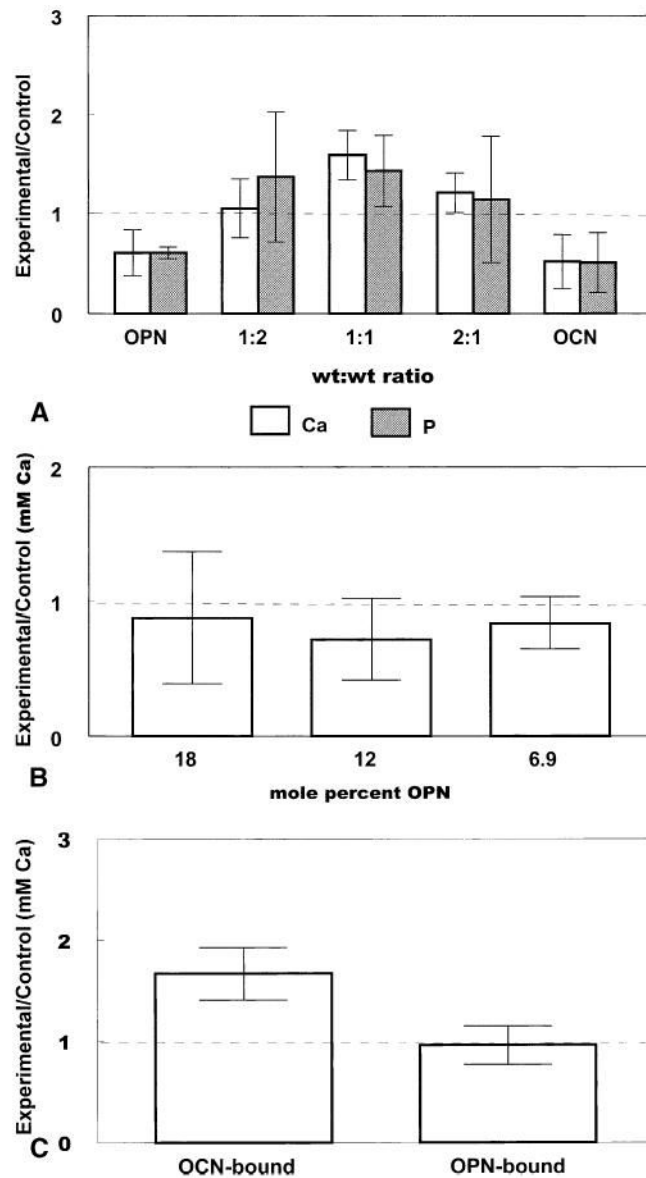 3
2
1
0
Experimental/Control
OPN 1:2 1:1 2:1 OCN
wt:wt ratio
A
Ca P
2
1
0
Experimental/Control (mM Ca)
18 12 6.9
mole percent OPN
B
3
2
1
0
Experimental/Control (mM Ca)
OCN-bound OPN-bound
C